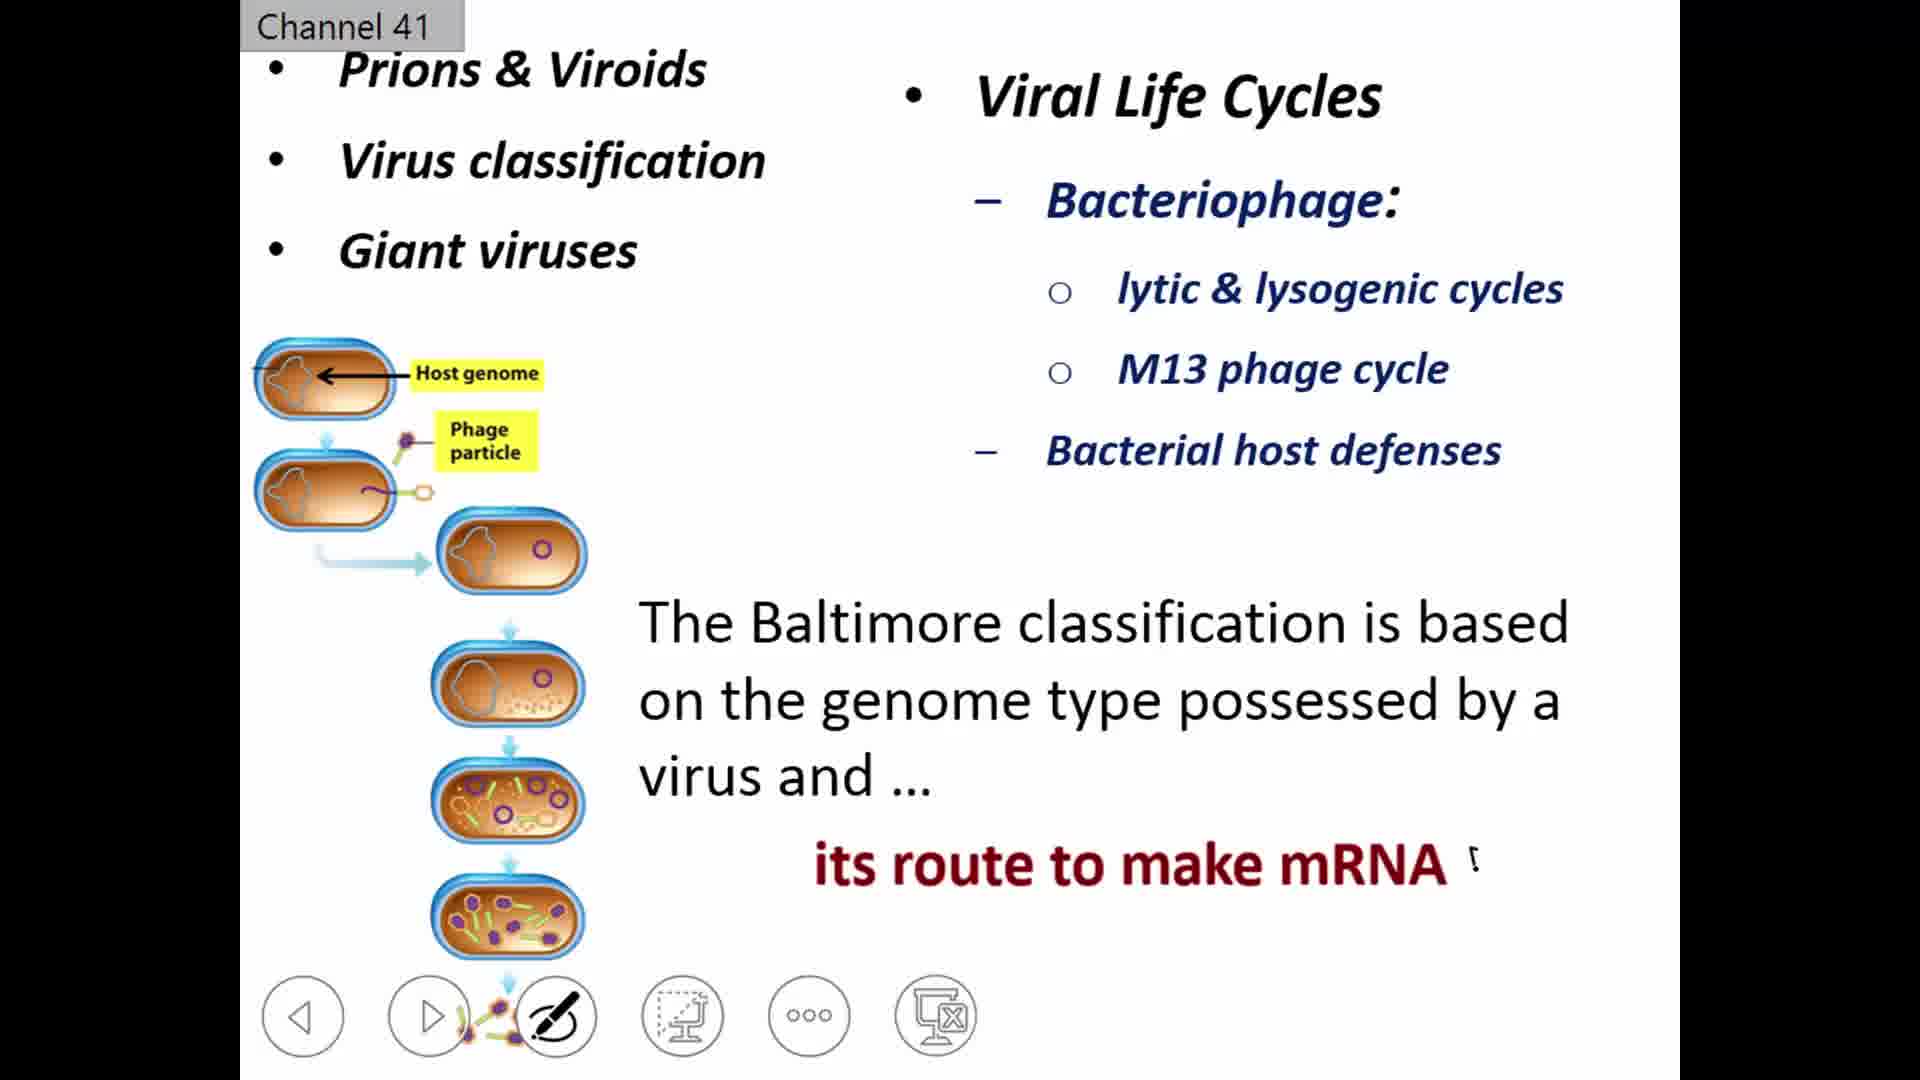 Channel 41
• Prions & Viroids
• Virus classification
• Giant viruses
• Viral Life Cycles
– Bacteriophage:
o lytic & lysogenic cycles
o M13 phage cycle
– Bacterial host defenses
Host genome
Phage
particle
The Baltimore classification is based
on the genome type possessed by a
virus and ...
its route to make mRNA